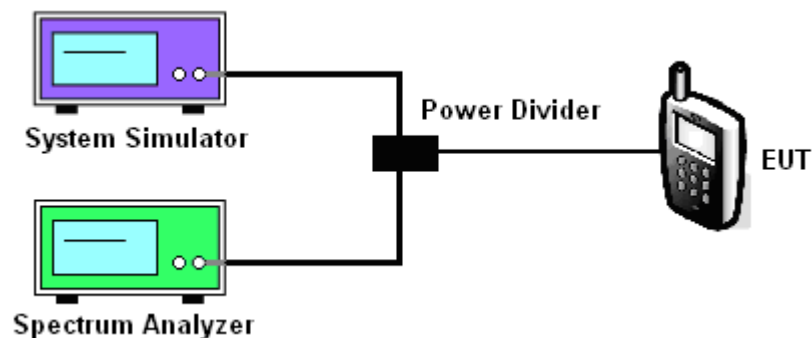 System Simulator
Power Divider
EUT
Spectrum Analyzer